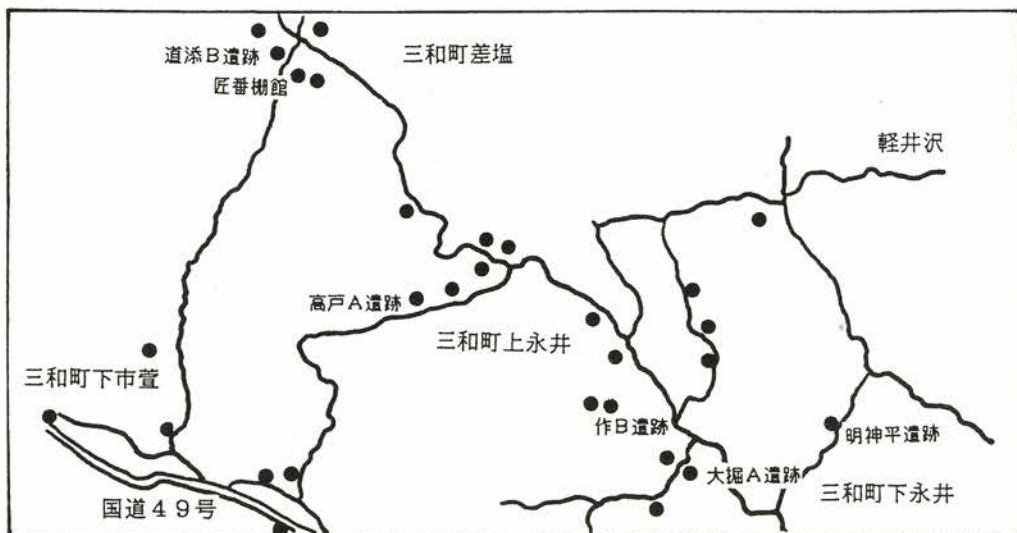 三和町差塩
道添B遺跡
匠番棚館
軽井沢
高戸A遺跡
三和町上永井
三和町下市萱
作B遺跡
明神平遺跡
大掘A遺跡
三和町下永井
国道49号